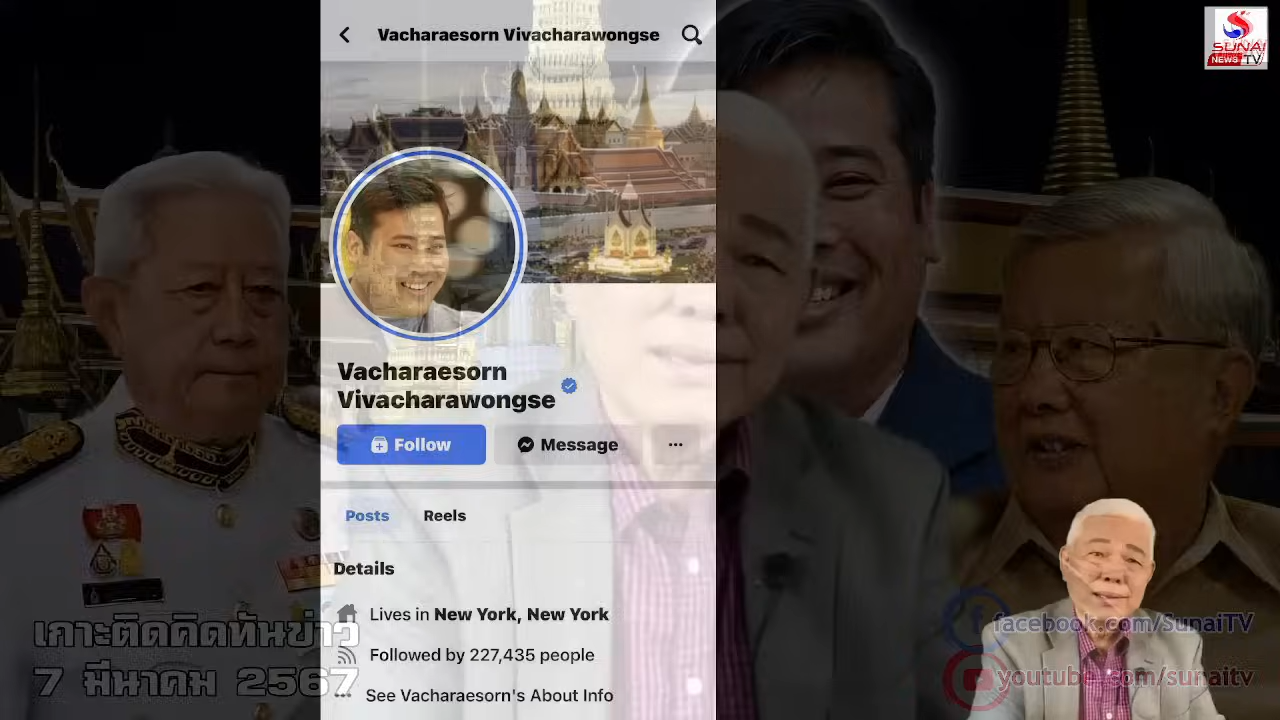 Vacharaesorn Vivacharawongse
SUNAI
NEWS TV
Vacharaesorn
Vivacharawongse
Follow
Message
Posts
Reels
Details
Lives in New York, New York
Followed by 227,435 people
See Vacharaesorn's About Info
เกาะติดคิดทันข่าว
7 มีนาคม 2567
facebook.com/SunaiTV
youtube.com/sunaitv